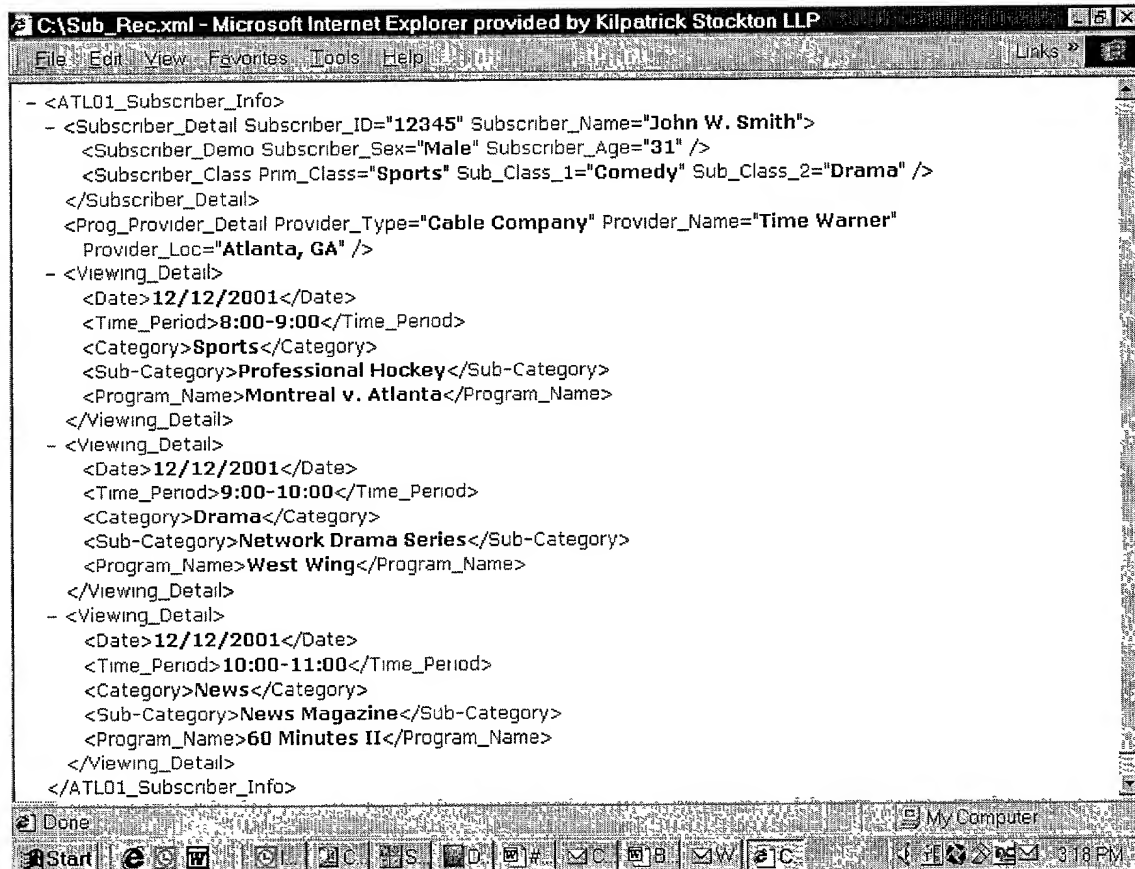 C:\Sub_Rec.xml - Microsoft Internet Explorer provided by Kilpatrick Stockton LLP
File Edit View Favorites Tools Help Links »
- <ATL01_Subscriber_Info>
- <Subscriber_Detail Subscriber_ID="12345" Subscriber_Name="John W. Smith">
<Subscriber_Demo Subscriber_Sex="Male" Subscriber_Age="31" />
<Subscriber_Class Prim_Class="Sports" Sub_Class_1="Comedy" Sub_Class_2="Drama" />
</Subscriber_Detail>
<Prog_Provider_Detail Provider_Type="Cable Company" Provider_Name="Time Warner"
Provider_Loc="Atlanta, GA" />
- <Viewing_Detail>
<Date>12/12/2001</Date>
<Time_Period>8:00-9:00</Time_Period>
<Category>Sports</Category>
<Sub-Category>Professional Hockey</Sub-Category>
<Program_Name>Montreal v. Atlanta</Program_Name>
</Viewing_Detail>
- <Viewing_Detail>
<Date>12/12/2001</Date>
<Time_Period>9:00-10:00</Time_Period>
<Category>Drama</Category>
<Sub-Category>Network Drama Series</Sub-Category>
<Program_Name>West Wing</Program_Name>
</Viewing_Detail>
- <Viewing_Detail>
<Date>12/12/2001</Date>
<Time_Period>10:00-11:00</Time_Period>
<Category>News</Category>
<Sub-Category>News Magazine</Sub-Category>
<Program_Name>60 Minutes II</Program_Name>
</Viewing_Detail>
</ATL01_Subscriber_Info>
Done My Computer
Start C... S... D... #... C... B... W... C... 3:18 PM